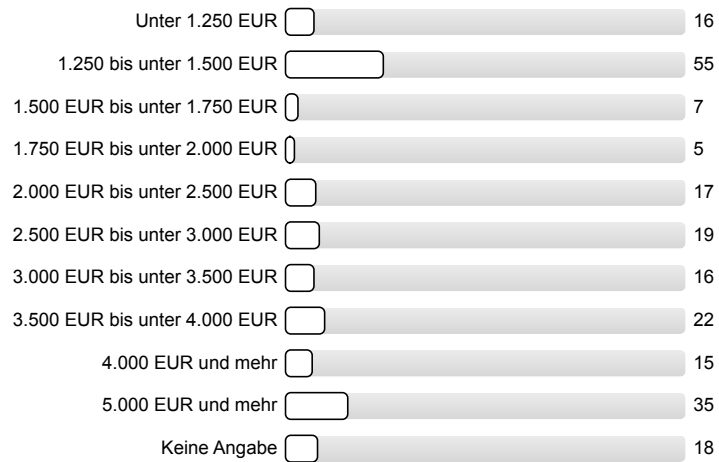 Unter 1.250 EUR 16
1.250 bis unter 1.500 EUR 55
1.500 EUR bis unter 1.750 EUR 7
1.750 EUR bis unter 2.000 EUR 5
2.000 EUR bis unter 2.500 EUR 17
2.500 EUR bis unter 3.000 EUR 19
3.000 EUR bis unter 3.500 EUR 16
3.500 EUR bis unter 4.000 EUR 22
4.000 EUR und mehr 15
5.000 EUR und mehr 35
Keine Angabe 18